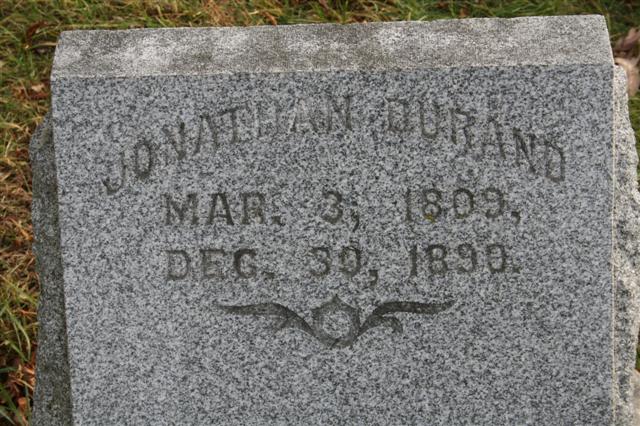 JONATHAN DURAND
MAR. 3, 1809,
DEC. 30, 1890.